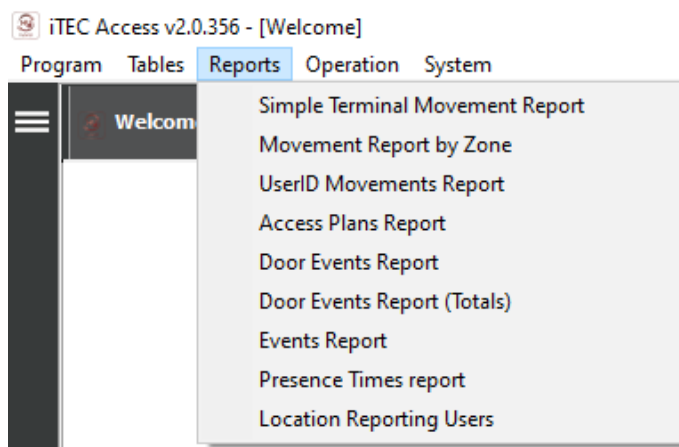 iTEC Access v2.0.356 - [Welcome]
Program Tables Reports Operation System
Welcom
Simple Terminal Movement Report
Movement Report by Zone
UserID Movements Report
Access Plans Report
Door Events Report
Door Events Report (Totals)
Events Report
Presence Times report
Location Reporting Users